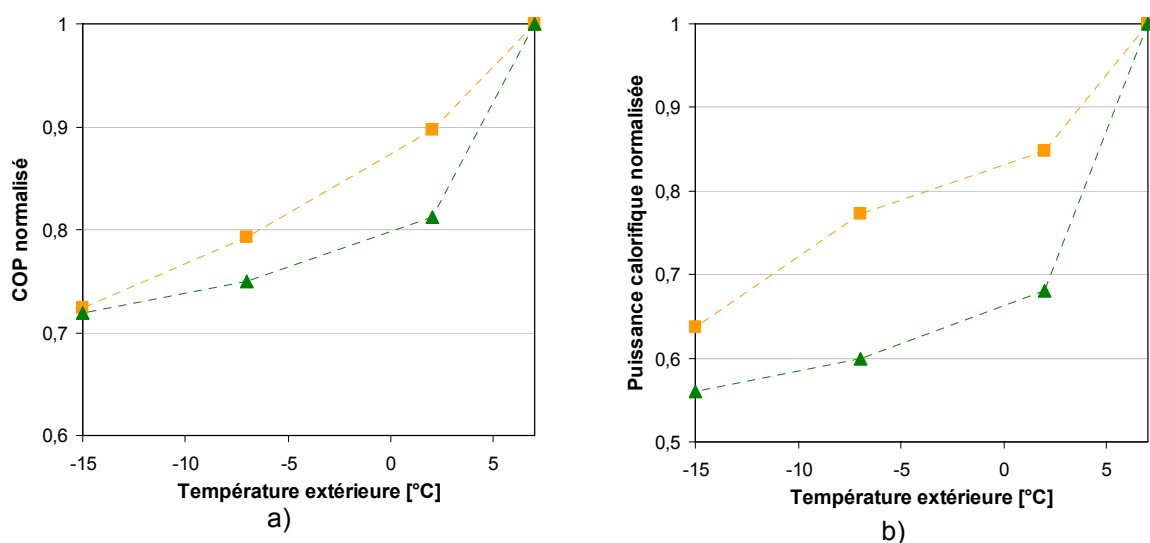 1
0,9
0,8
0,7
0,6
COP normalisé
-15 -10 -5 0 5
Température extérieure [°C]
a)
1
0,9
0,8
0,7
0,6
0,5
Puissance calorifique normalisée
-15 -10 -5 0 5
Température extérieure [°C]
b)